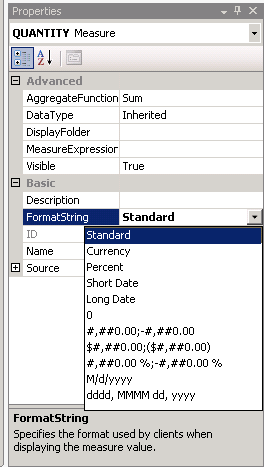 Properties
QUANTITY Measure
Advanced
AggregateFunction Sum
DataType Inherited
DisplayFolder
MeasureExpression
Visible True
Basic
Description
FormatString Standard
ID Standard
Currency
Name Percent
Source Short Date
Long Date
0
#,##0.00;-#,##0.00
$#,##0.00;($#,##0.00)
#,##0.00 %;-#,##0.00 %
M/d/yyyy
dddd, MMMM dd, yyyy
FormatString
Specifies the format used by clients when
displaying the measure value.